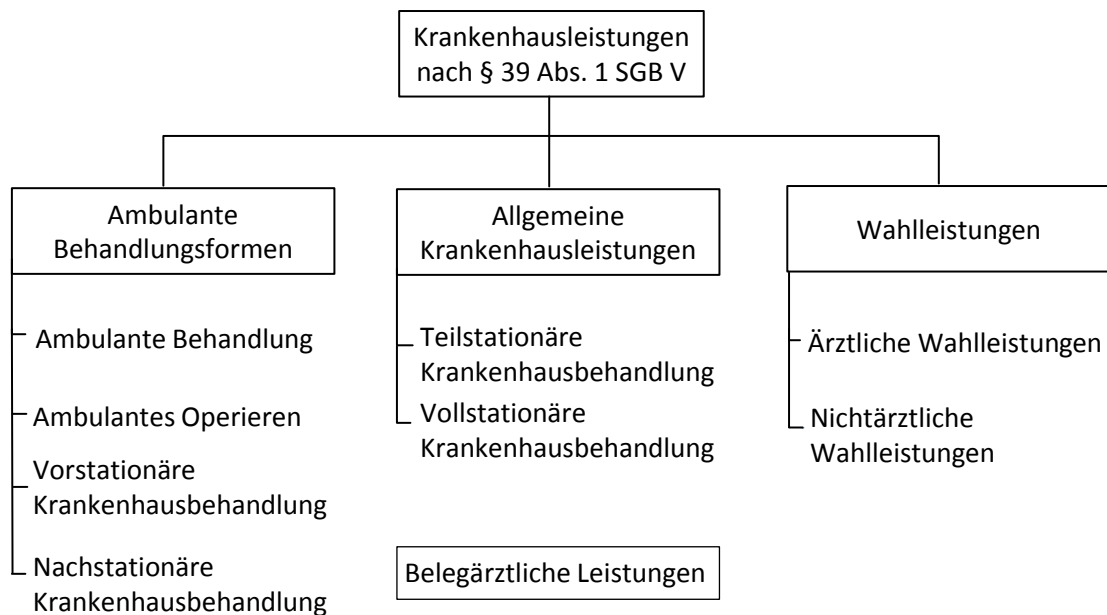 Krankenhausleistungen
nach § 39 Abs. 1 SGB V
Ambulante
Behandlungsformen
Ambulante Behandlung
Ambulantes Operieren
Vorstationäre
Krankenhausbehandlung
Nachstationäre
Krankenhausbehandlung
Allgemeine
Krankenhausleistungen
Teilstationäre
Krankenhausbehandlung
Vollstationäre
Krankenhausbehandlung
Belegärztliche Leistungen
Wahlleistungen
Ärztliche Wahlleistungen
Nichtärztliche
Wahlleistungen